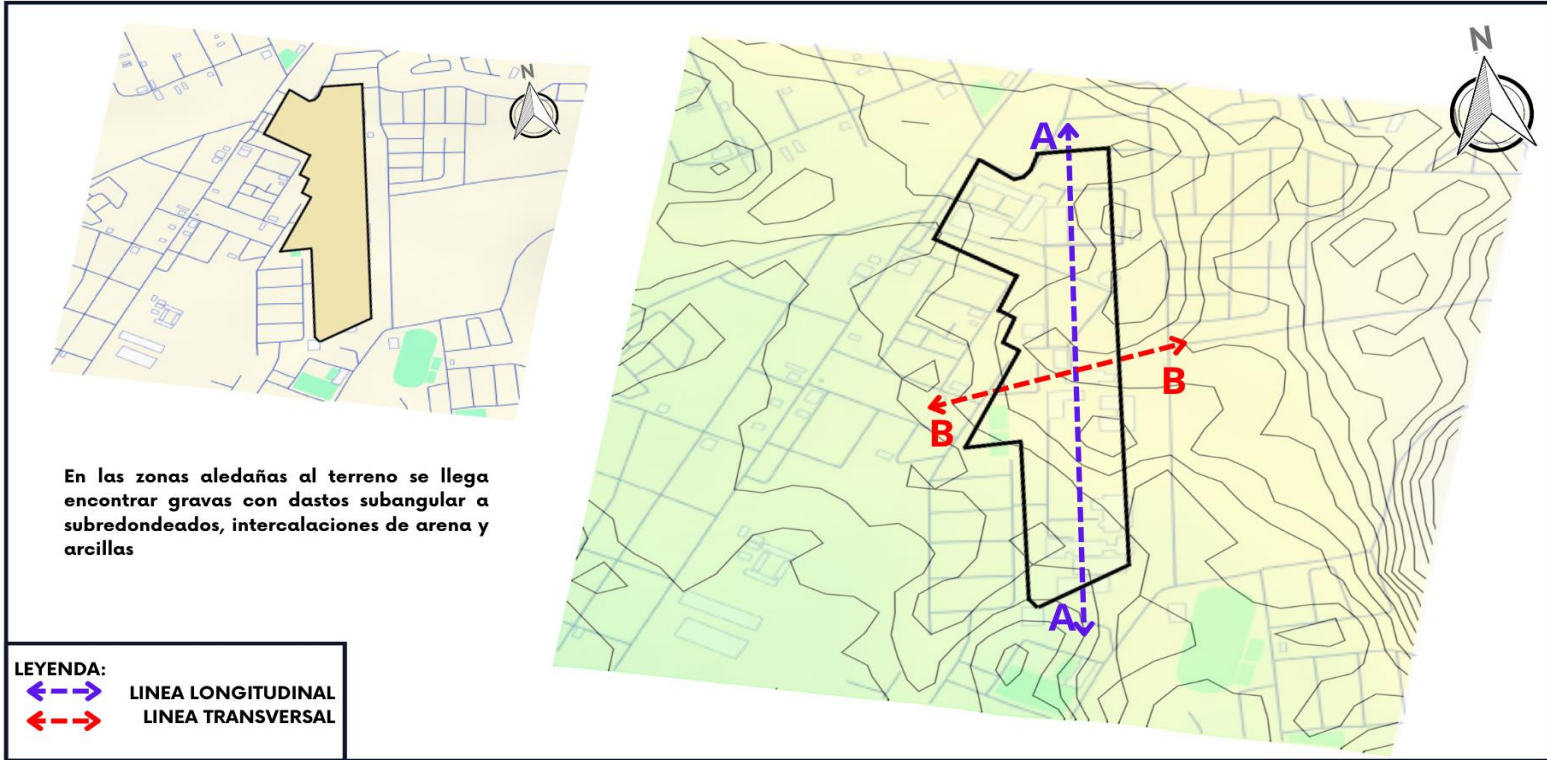 N
N
A
B
B
A
En las zonas aledañas al terreno se llega
encontrar gravas con dastos subangular a
subredondeados, intercalaciones de arena y
arcillas
LEYENDA:
LINEA LONGITUDINAL
LINEA TRANSVERSAL